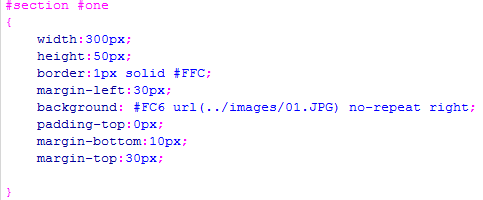 #section #one
{
width:300px;
height:50px;
border:1px solid #FFC;
margin-left:30px;
background: #FC6 url(../images/01.JPG) no-repeat right;
padding-top:0px;
margin-bottom:10px;
margin-top:30px;
}